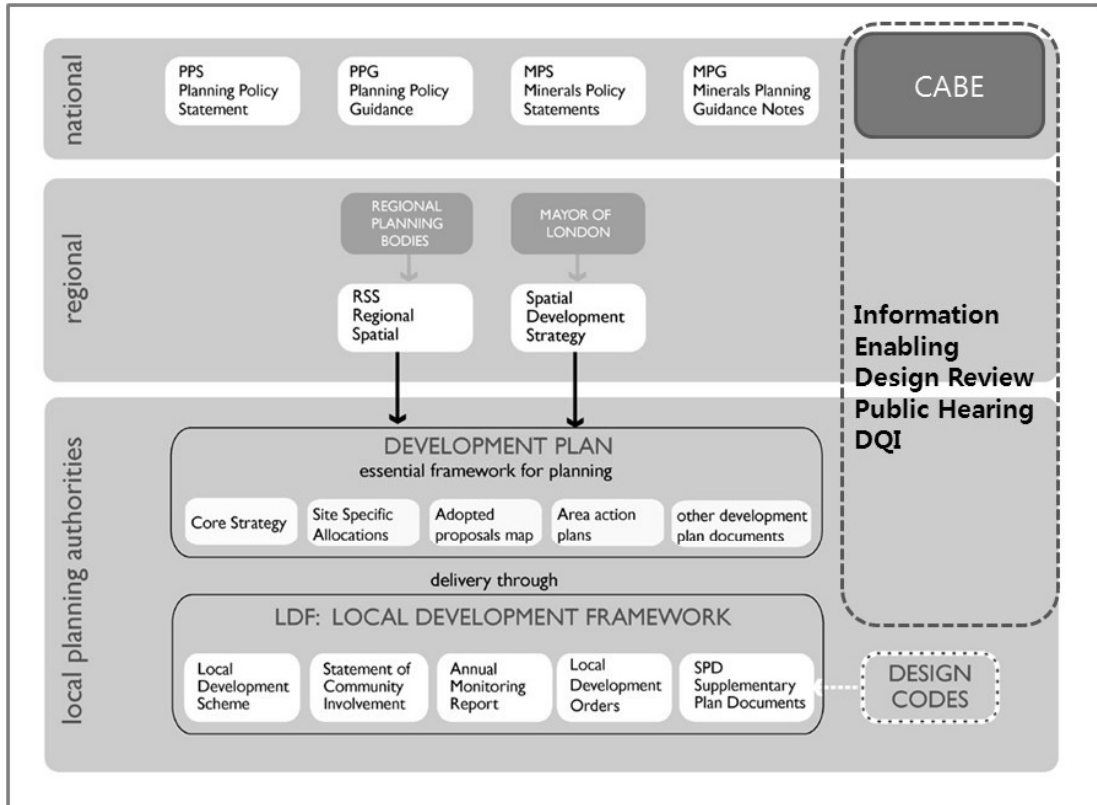 national
PPS
Planning Policy
Statement
PPG
Planning Policy
Guidance
MPS
Minerals Policy
Statements
MPG
Minerals Planning
Guidance Notes
CABE
regional
REGIONAL
PLANNING
BODIES
MAYOR OF
LONDON
RSS
Regional
Spatial
Spatial
Development
Strategy
Information
Enabling
Design Review
Public Hearing
DQI
local planning authorities
DEVELOPMENT PLAN
essential framework for planning
Core Strategy
Site Specific
Allocations
Adopted
proposals map
Area action
plans
other development
plan documents
delivery through
LDF: LOCAL DEVELOPMENT FRAMEWORK
Local
Development
Scheme
Statement of
Community
Involvement
Annual
Monitoring
Report
Local
Development
Orders
SPD
Supplementary
Plan Documents
DESIGN
CODES